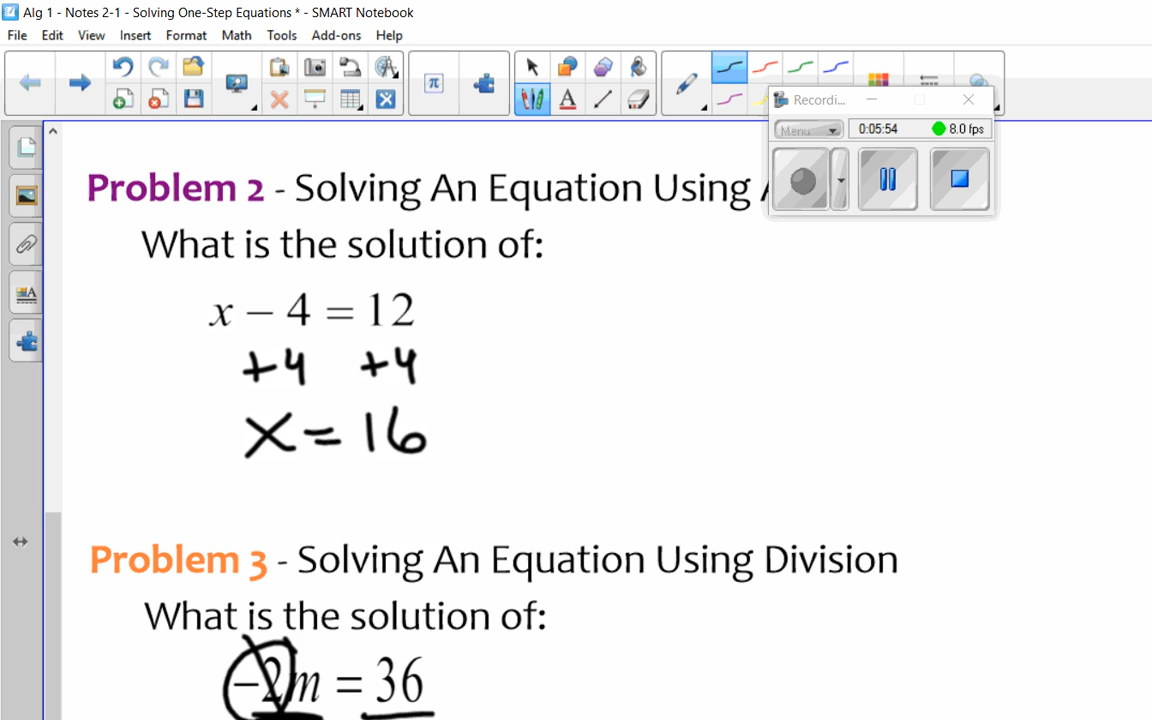 Alg 1 - Notes 2-1 - Solving One-Step Equations * - SMART Notebook
File Edit View Insert Format Math Tools Add-ons Help
π
A
Recordi...
Menu 0:05:54 8.0 fps
Problem 2 - Solving An Equation Using
What is the solution of:
x − 4 = 12
+4 +4
x = 16
Problem 3 - Solving An Equation Using Division
What is the solution of:
−2m = 36